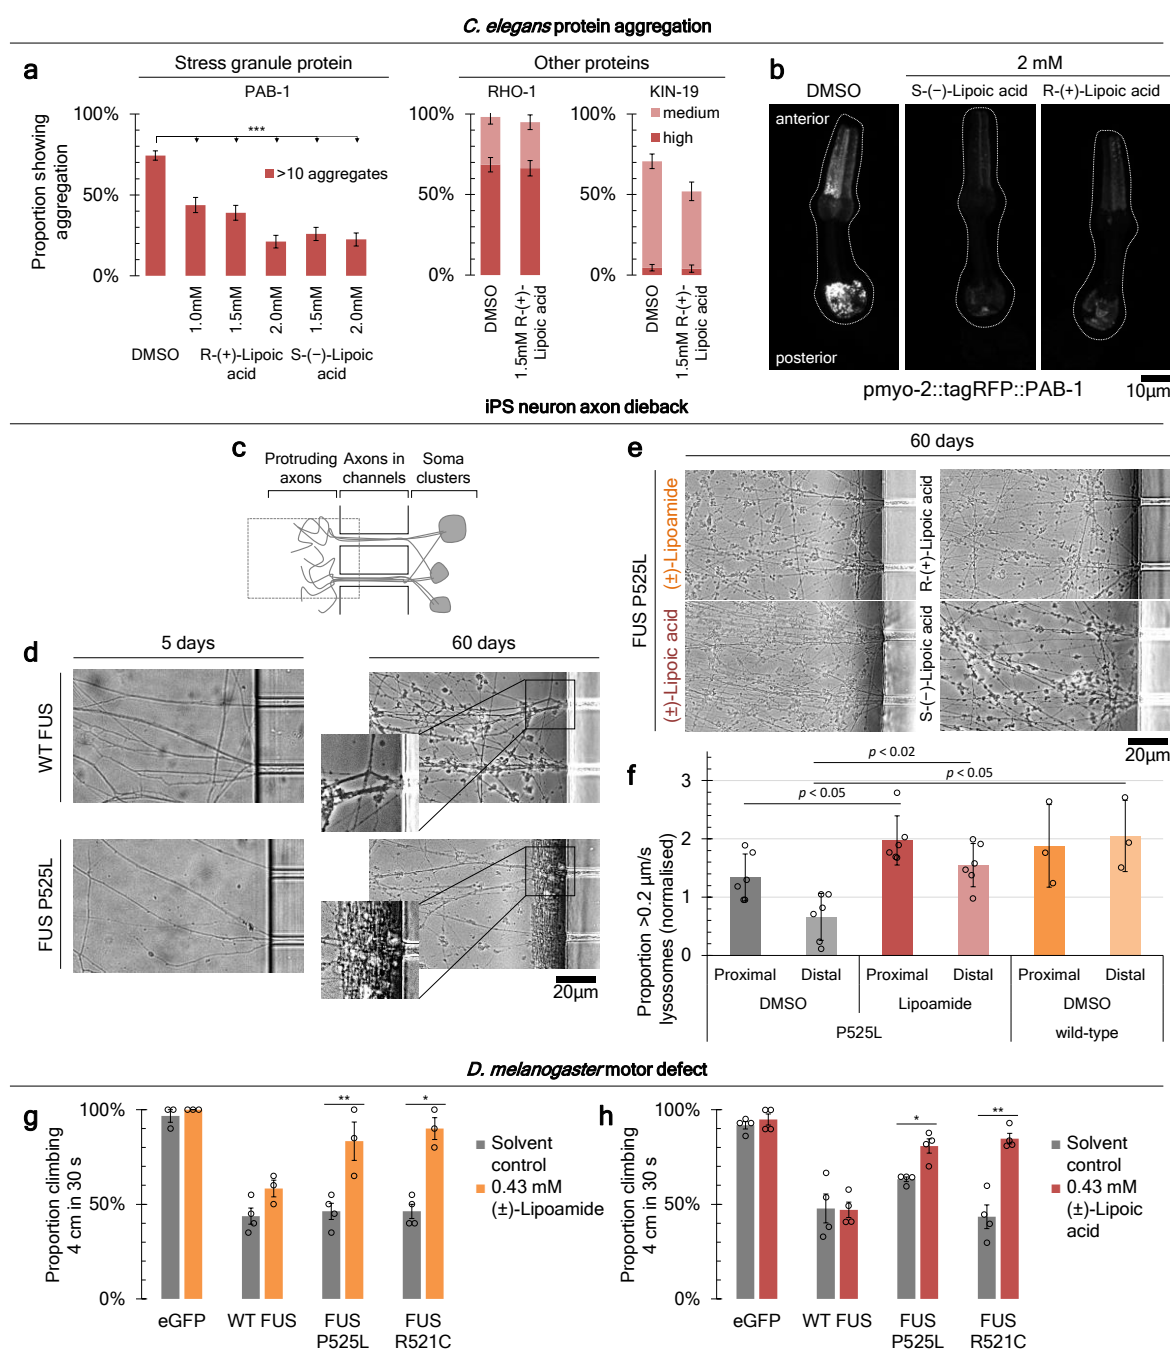 C. elegans protein aggregation
a
Stress granule protein
Other proteins
PAB-1
RHO-1
KIN-19
Proportion showing
aggregation
100%
50%
0%
***
>10 aggregates
DMSO
1.0mM
1.5mM
2.0mM
1.5mM
2.0mM
R-(+)-Lipoic
acid
S-(−)-Lipoic
acid
100%
50%
0%
DMSO
1.5mM R-(+)-
Lipoic acid
100%
50%
0%
medium
high
DMSO
1.5mM R-(+)-
Lipoic acid
b
2 mM
DMSO
S-(−)-Lipoic acid
R-(+)-Lipoic acid
anterior
posterior
pmyo-2::tagRFP::PAB-1
10µm
iPS neuron axon dieback
c
Protruding
axons
Axons in
channels
Soma
clusters
d
5 days
60 days
WT FUS
FUS P525L
20µm
e
60 days
FUS P525L
(±)-Lipoamide
R-(+)-Lipoic acid
(±)-Lipoic acid
S-(−)-Lipoic acid
20µm
f
Proportion >0.2 µm/s
lysosomes (normalised)
3
2
1
0
p < 0.02
p < 0.05
p < 0.05
Proximal
Distal
Proximal
Distal
Proximal
Distal
DMSO
Lipoamide
DMSO
P525L
wild-type
D. melanogaster motor defect
g
Proportion climbing
4 cm in 30 s
100%
50%
0%
**
*
Solvent
control
0.43 mM
(±)-Lipoamide
eGFP
WT FUS
FUS
P525L
FUS
R521C
h
Proportion climbing
4 cm in 30 s
100%
50%
0%
*
**
Solvent
control
0.43 mM
(±)-Lipoic
acid
eGFP
WT FUS
FUS
P525L
FUS
R521C